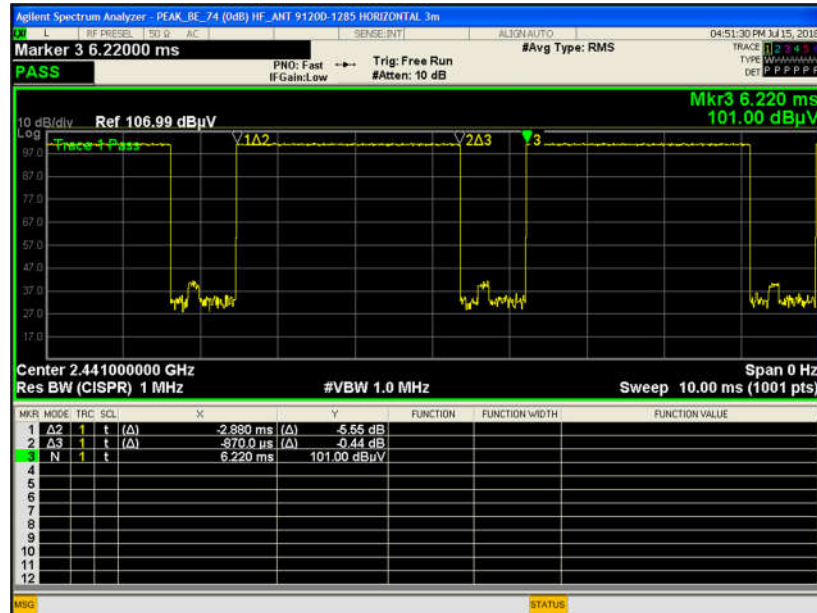 Agilent Spectrum Analyzer - PEAK_BE_74 (0dB) HF_ANT 9120D-1285 HORIZONTAL 3m
L RF PRESEL 50 Ω AC SENSE:INT ALIGN AUTO 04:51:30 PM Jul 15, 2018
Marker 3 6.22000 ms #Avg Type: RMS TRACE 1 2 3 4 5
PNO: Fast Trig: Free Run TYPE W
PASS IFGain:Low #Atten: 10 dB DET P P P P P
Mkr3 6.220 ms
10 dB/div Ref 106.99 dBµV 101.00 dBµV
Log
Trace 1 Pass 1Δ2 2Δ3 3
97.0
87.0
77.0
67.0
57.0
47.0
37.0
27.0
17.0
Center 2.441000000 GHz Span 0 Hz
Res BW (CISPR) 1 MHz #VBW 1.0 MHz Sweep 10.00 ms (1001 pts)
MKR MODE TRC SCL X Y FUNCTION FUNCTION WIDTH FUNCTION VALUE
1 Δ2 1 t (Δ) -2.880 ms (Δ) -5.55 dB
2 Δ3 1 t (Δ) -870.0 µs (Δ) -0.44 dB
3 N 1 t 6.220 ms 101.00 dBµV
4
5
6
7
8
9
10
11
12
MSG STATUS